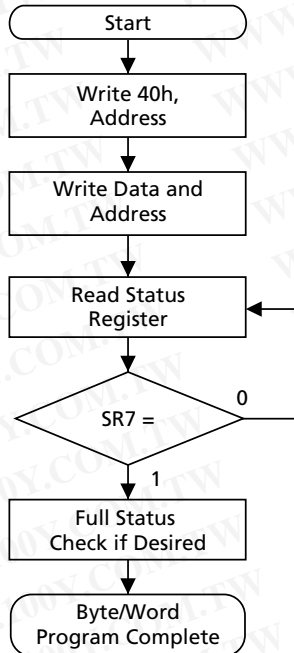 Start
Write 40h,
Address
Write Data and
Address
Read Status
Register
0
SR7 =
1
Full Status
Check if Desired
Byte/Word
Program Complete